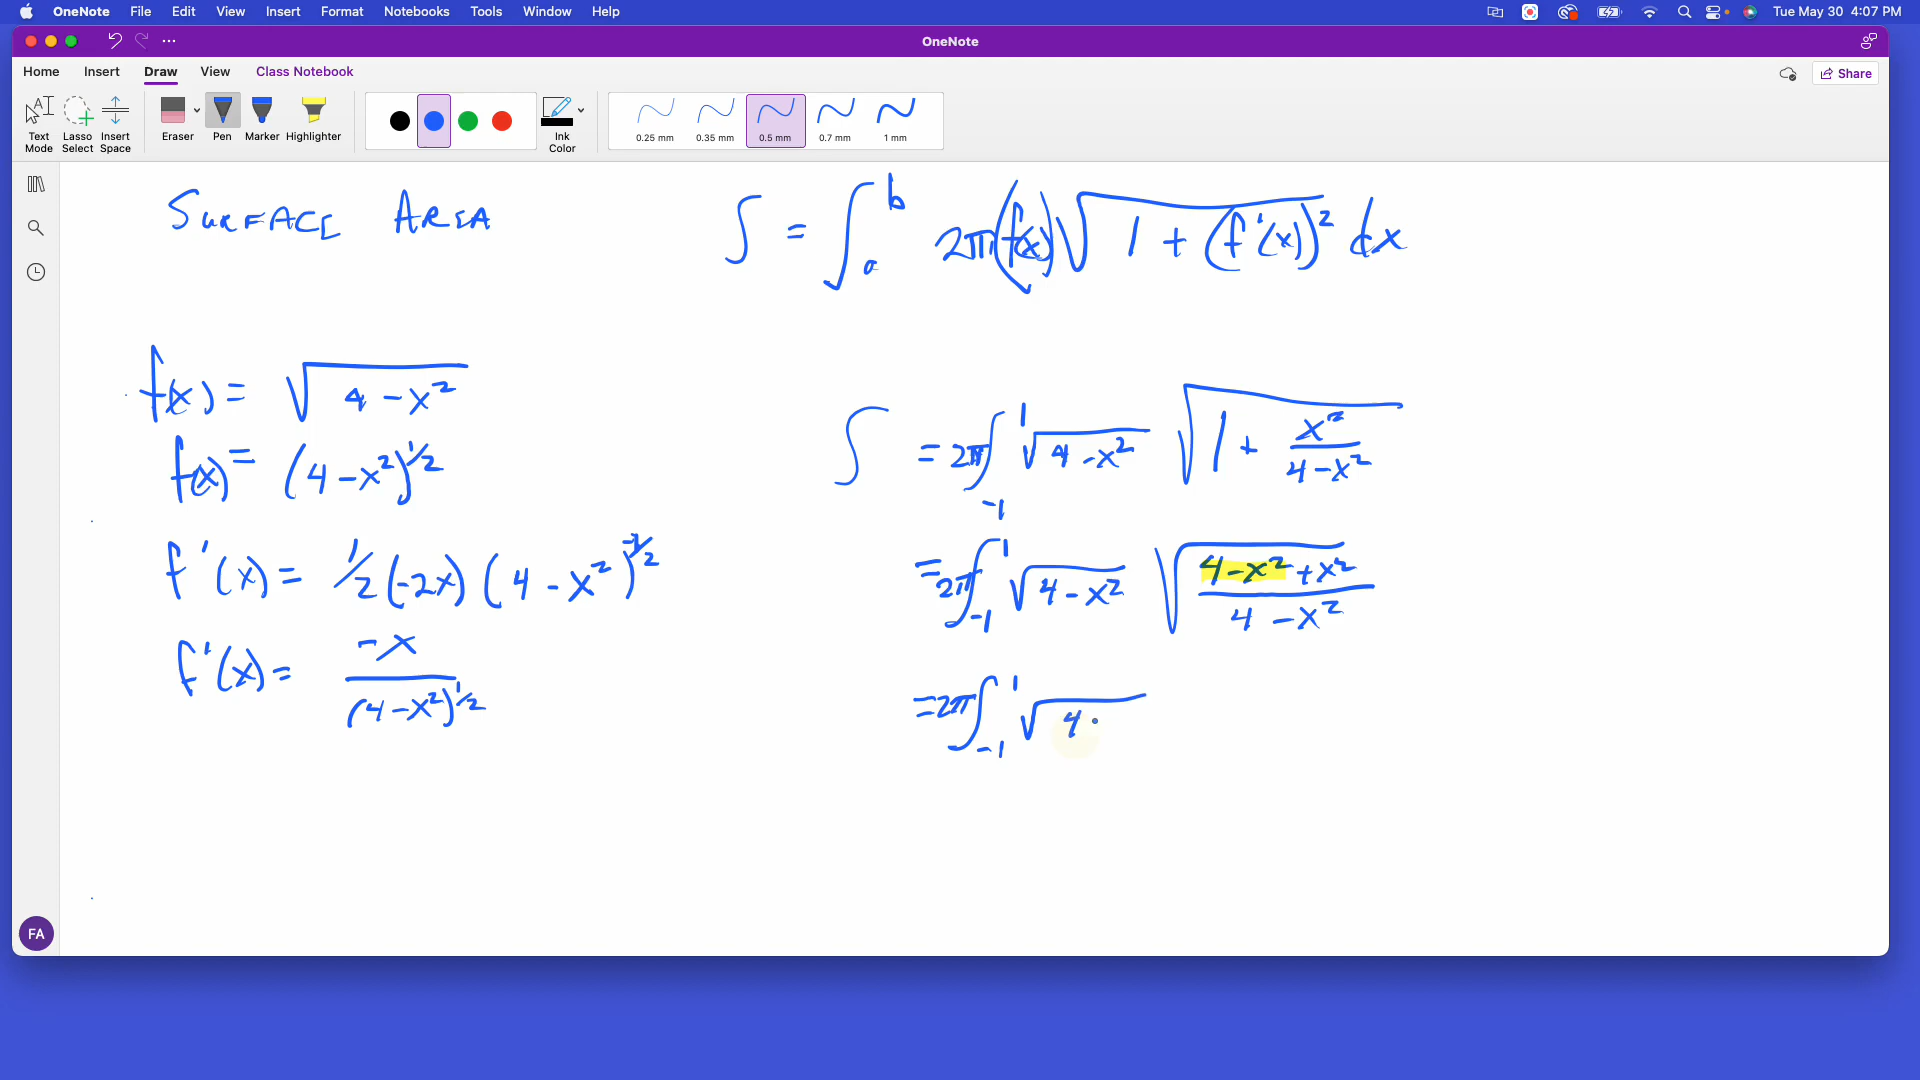 OneNote File Edit View Insert Format Notebooks Tools Window Help Tue May 30 4:07 PM
OneNote
Home Insert Draw View Class Notebook Share
Text Mode Lasso Select Insert Space Eraser Pen Marker Highlighter Ink Color 0.25 mm 0.35 mm 0.5 mm 0.7 mm 1 mm
SURFACE AREA
S = ∫_a^b 2π(f(x))√(1 + (f'(x))²) dx
f(x) = √(4 - x²)
f(x) = (4 - x²)^1/2
f'(x) = 1/2 (-2x) (4 - x²)^-1/2
f'(x) = -x / (4 - x²)^1/2
S = 2π ∫_-1^1 √(4 - x²) √(1 + x²/(4 - x²))
= 2π ∫_-1^1 √(4 - x²) √((4 - x² + x²)/(4 - x²))
= 2π ∫_-1^1 √(4
FA